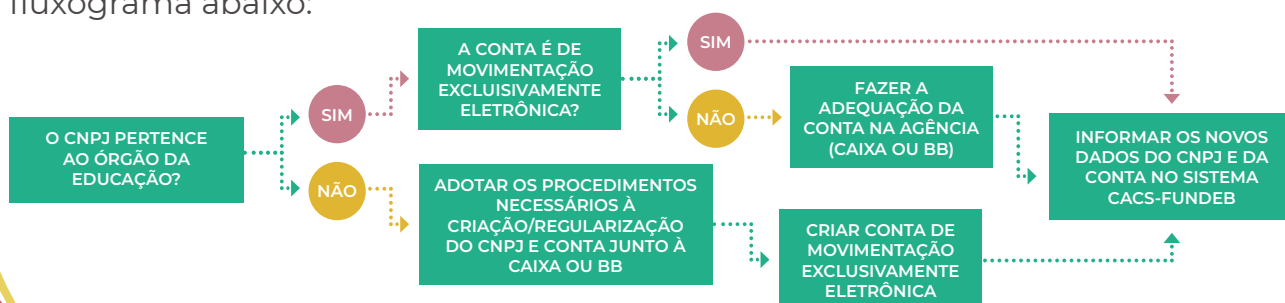 fluxograma abaixo:
O CNPJ PERTENCE
AO ÓRGÃO DA
EDUCAÇÃO?
SIM
NÃO
A CONTA É DE
MOVIMENTAÇÃO
EXCLUISIVAMENTE
ELETRÔNICA?
SIM
NÃO
FAZER A
ADEQUAÇÃO DA
CONTA NA AGÊNCIA
(CAIXA OU BB)
ADOTAR OS PROCEDIMENTOS
NECESSÁRIOS À
CRIAÇÃO/REGULARIZAÇÃO
DO CNPJ E CONTA JUNTO À
CAIXA OU BB
CRIAR CONTA DE
MOVIMENTAÇÃO
EXCLUSIVAMENTE
ELETRÔNICA
INFORMAR OS NOVOS
DADOS DO CNPJ E DA
CONTA NO SISTEMA
CACS-FUNDEB